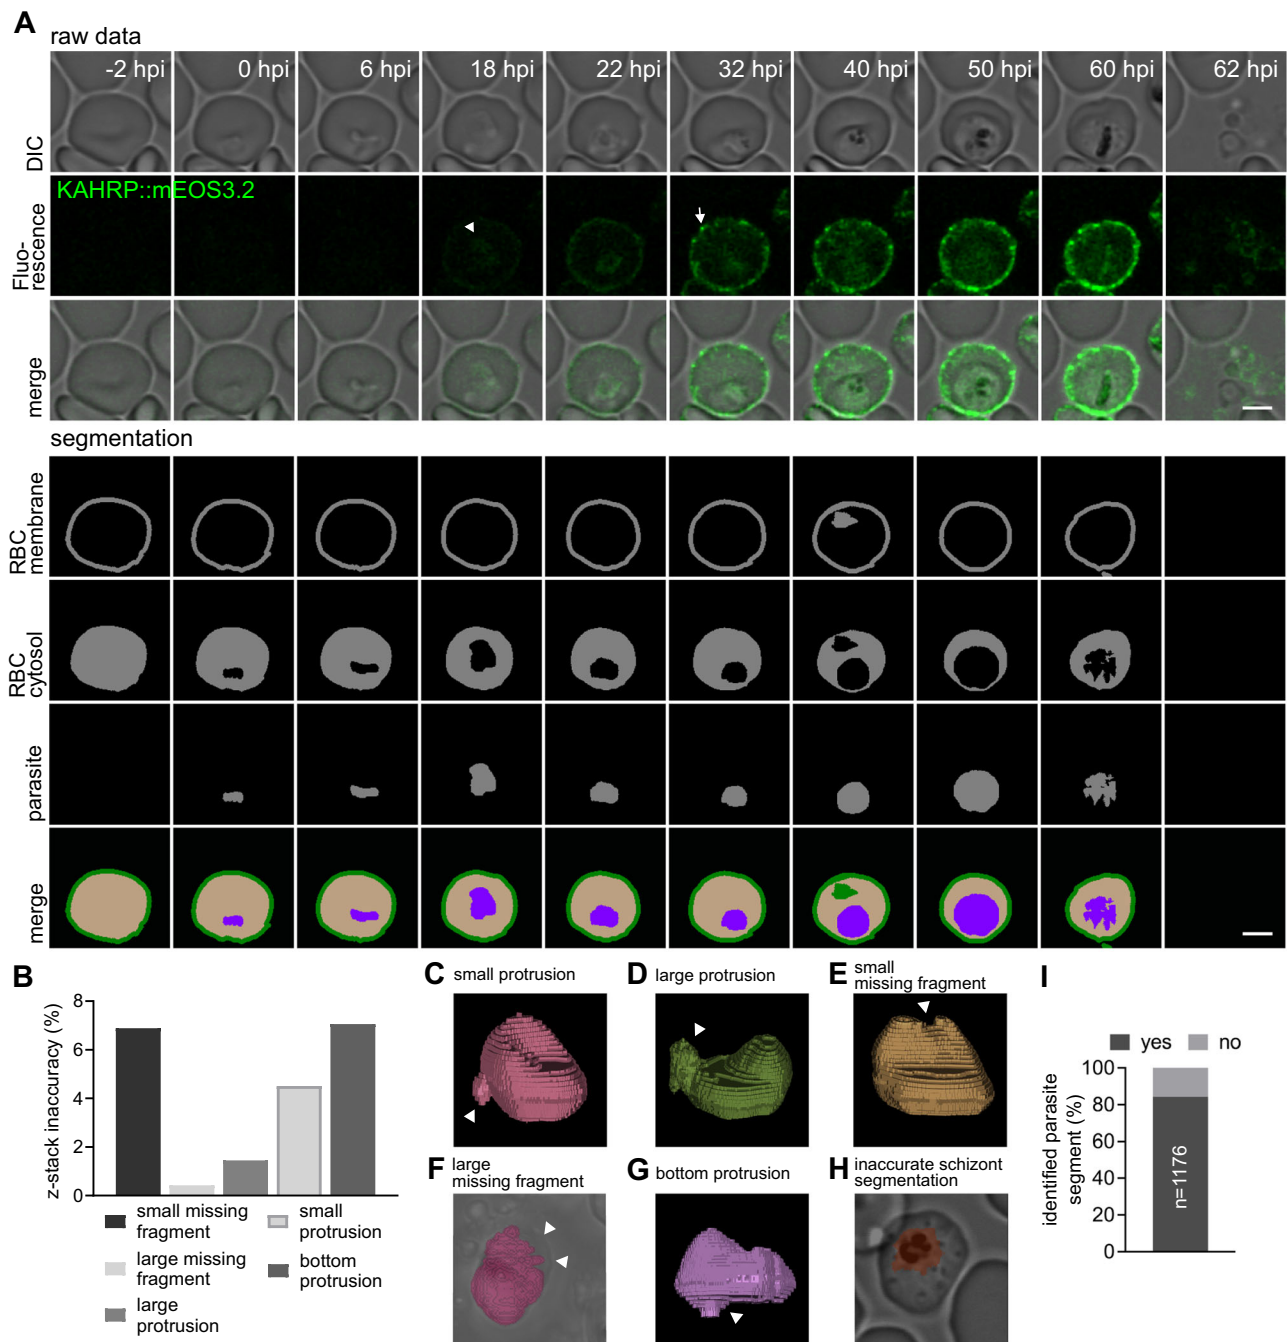 A
raw data
-2 hpi 0 hpi 6 hpi 18 hpi 22 hpi 32 hpi 40 hpi 50 hpi 60 hpi 62 hpi
DIC
KAHRP::mEOS3.2
Fluo-
rescence
merge
segmentation
RBC
membrane
RBC
cytosol
parasite
merge
B
z-stack inaccuracy (%)
8
6
4
2
0
small missing
fragment
large missing
fragment
large
protrusion
small
protrusion
bottom
protrusion
C small protrusion
D large protrusion
E small
missing fragment
F large
missing fragment
G bottom protrusion
H inaccurate schizont
segmentation
I
yes no
identified parasite
segment (%)
100
80
60
40
20
0
n=1176